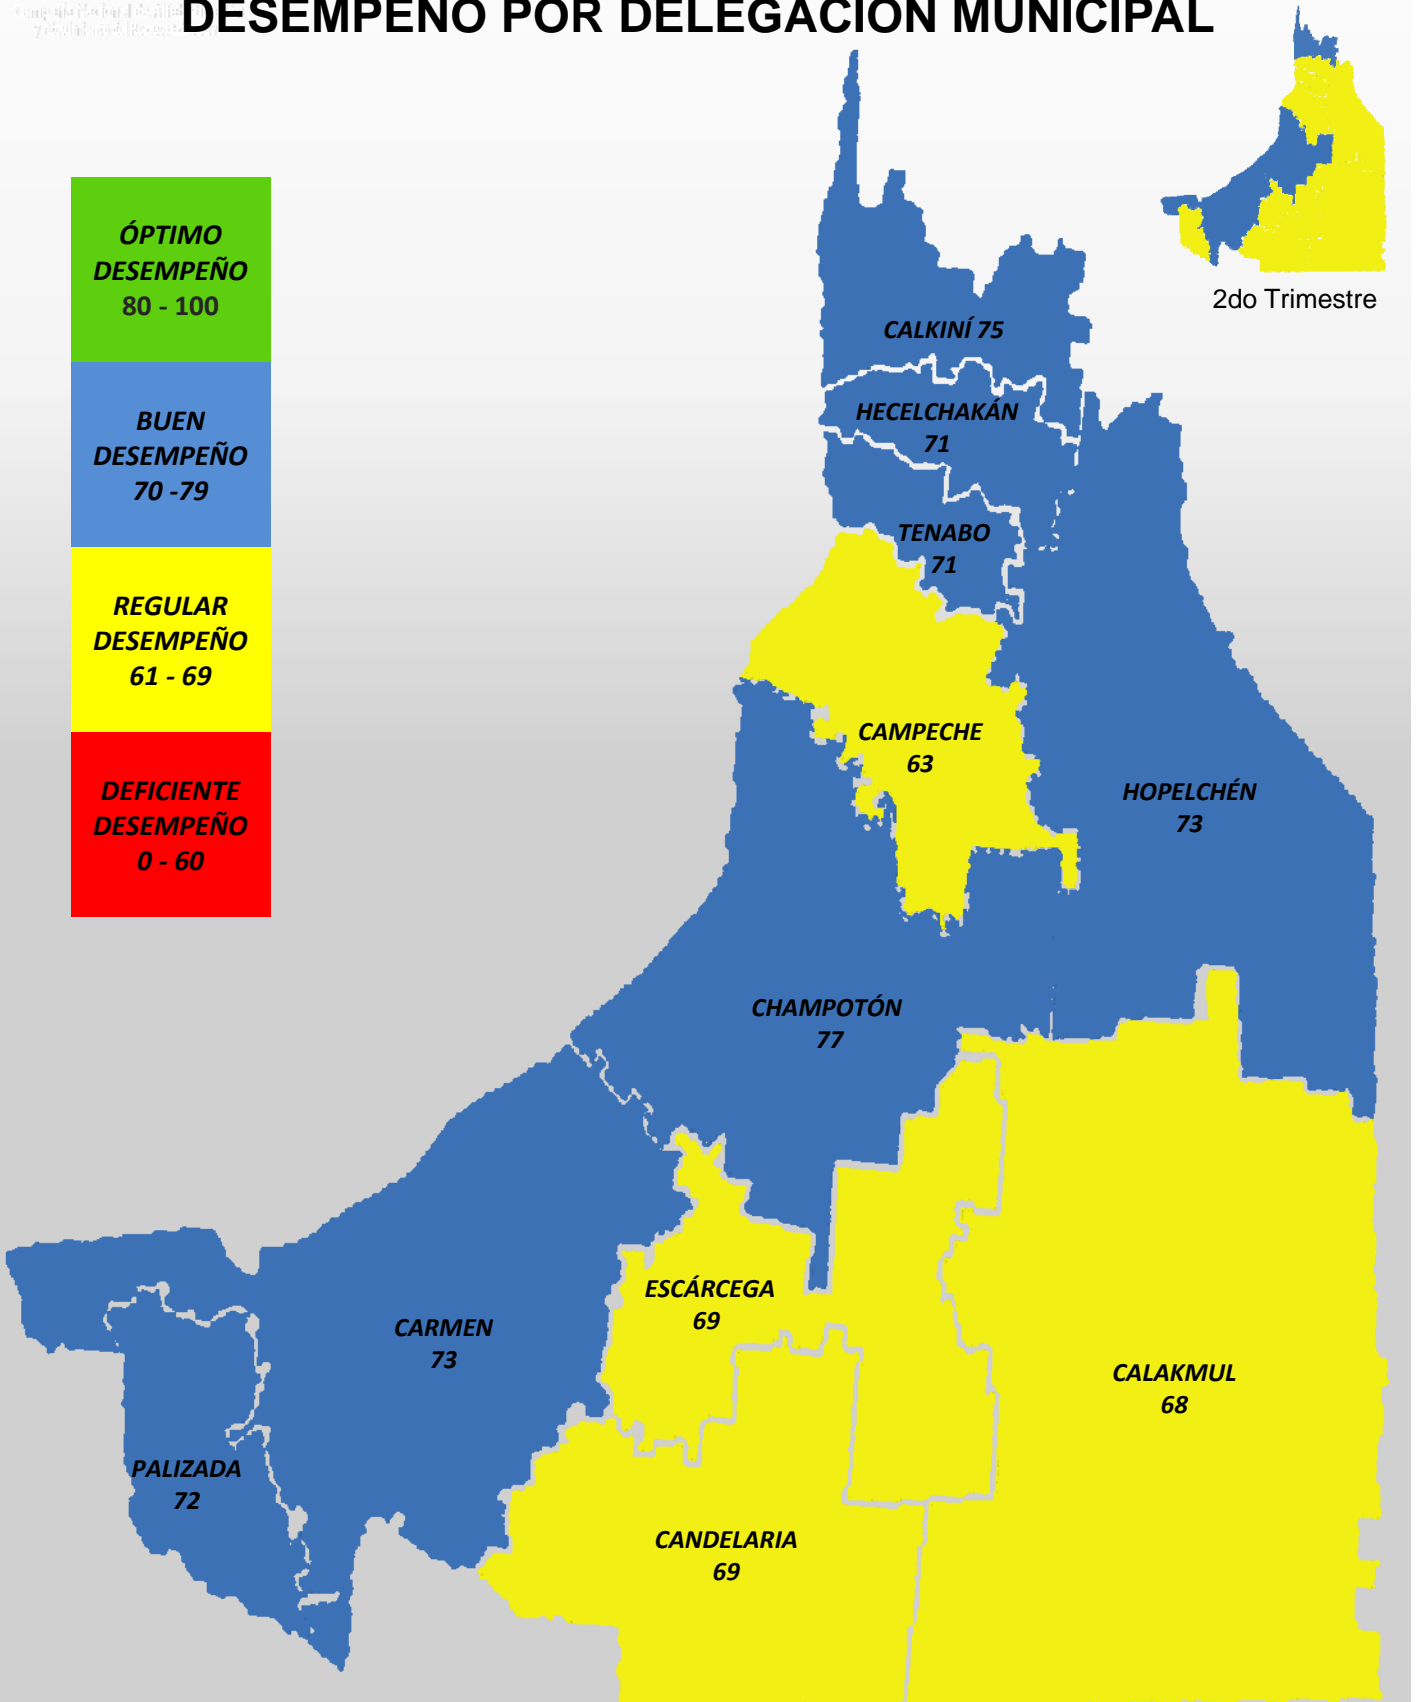 DESEMPEÑO POR DELEGACIÓN MUNICIPAL
ÓPTIMO
DESEMPEÑO
80 - 100
BUEN
DESEMPEÑO
70 -79
REGULAR
DESEMPEÑO
61 - 69
DEFICIENTE
DESEMPEÑO
0 - 60
2do Trimestre
CALKINÍ 75
HECELCHAKÁN
71
TENABO
71
CAMPECHE
63
HOPELCHÉN
73
CHAMPOTÓN
77
ESCÁRCEGA
69
CARMEN
73
CALAKMUL
68
PALIZADA
72
CANDELARIA
69